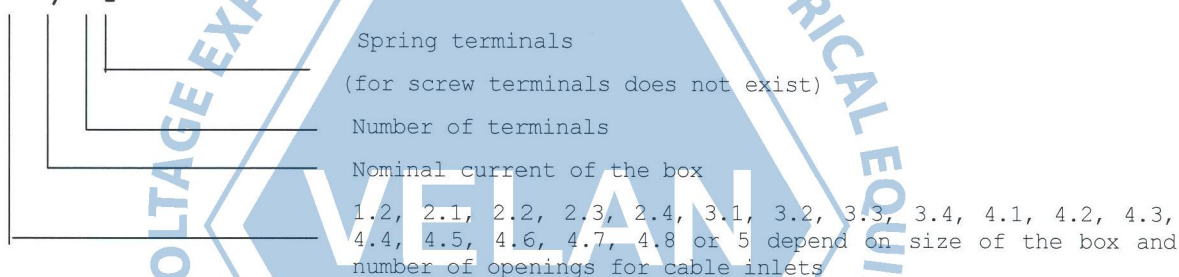 Spring terminals
(for screw terminals does not exist)
Number of terminals
Nominal current of the box
1.2, 2.1, 2.2, 2.3, 2.4, 3.1, 3.2, 3.3, 3.4, 4.1, 4.2, 4.3,
4.4, 4.5, 4.6, 4.7, 4.8 or 5 depend on size of the box and
number of openings for cable inlets
VELAN